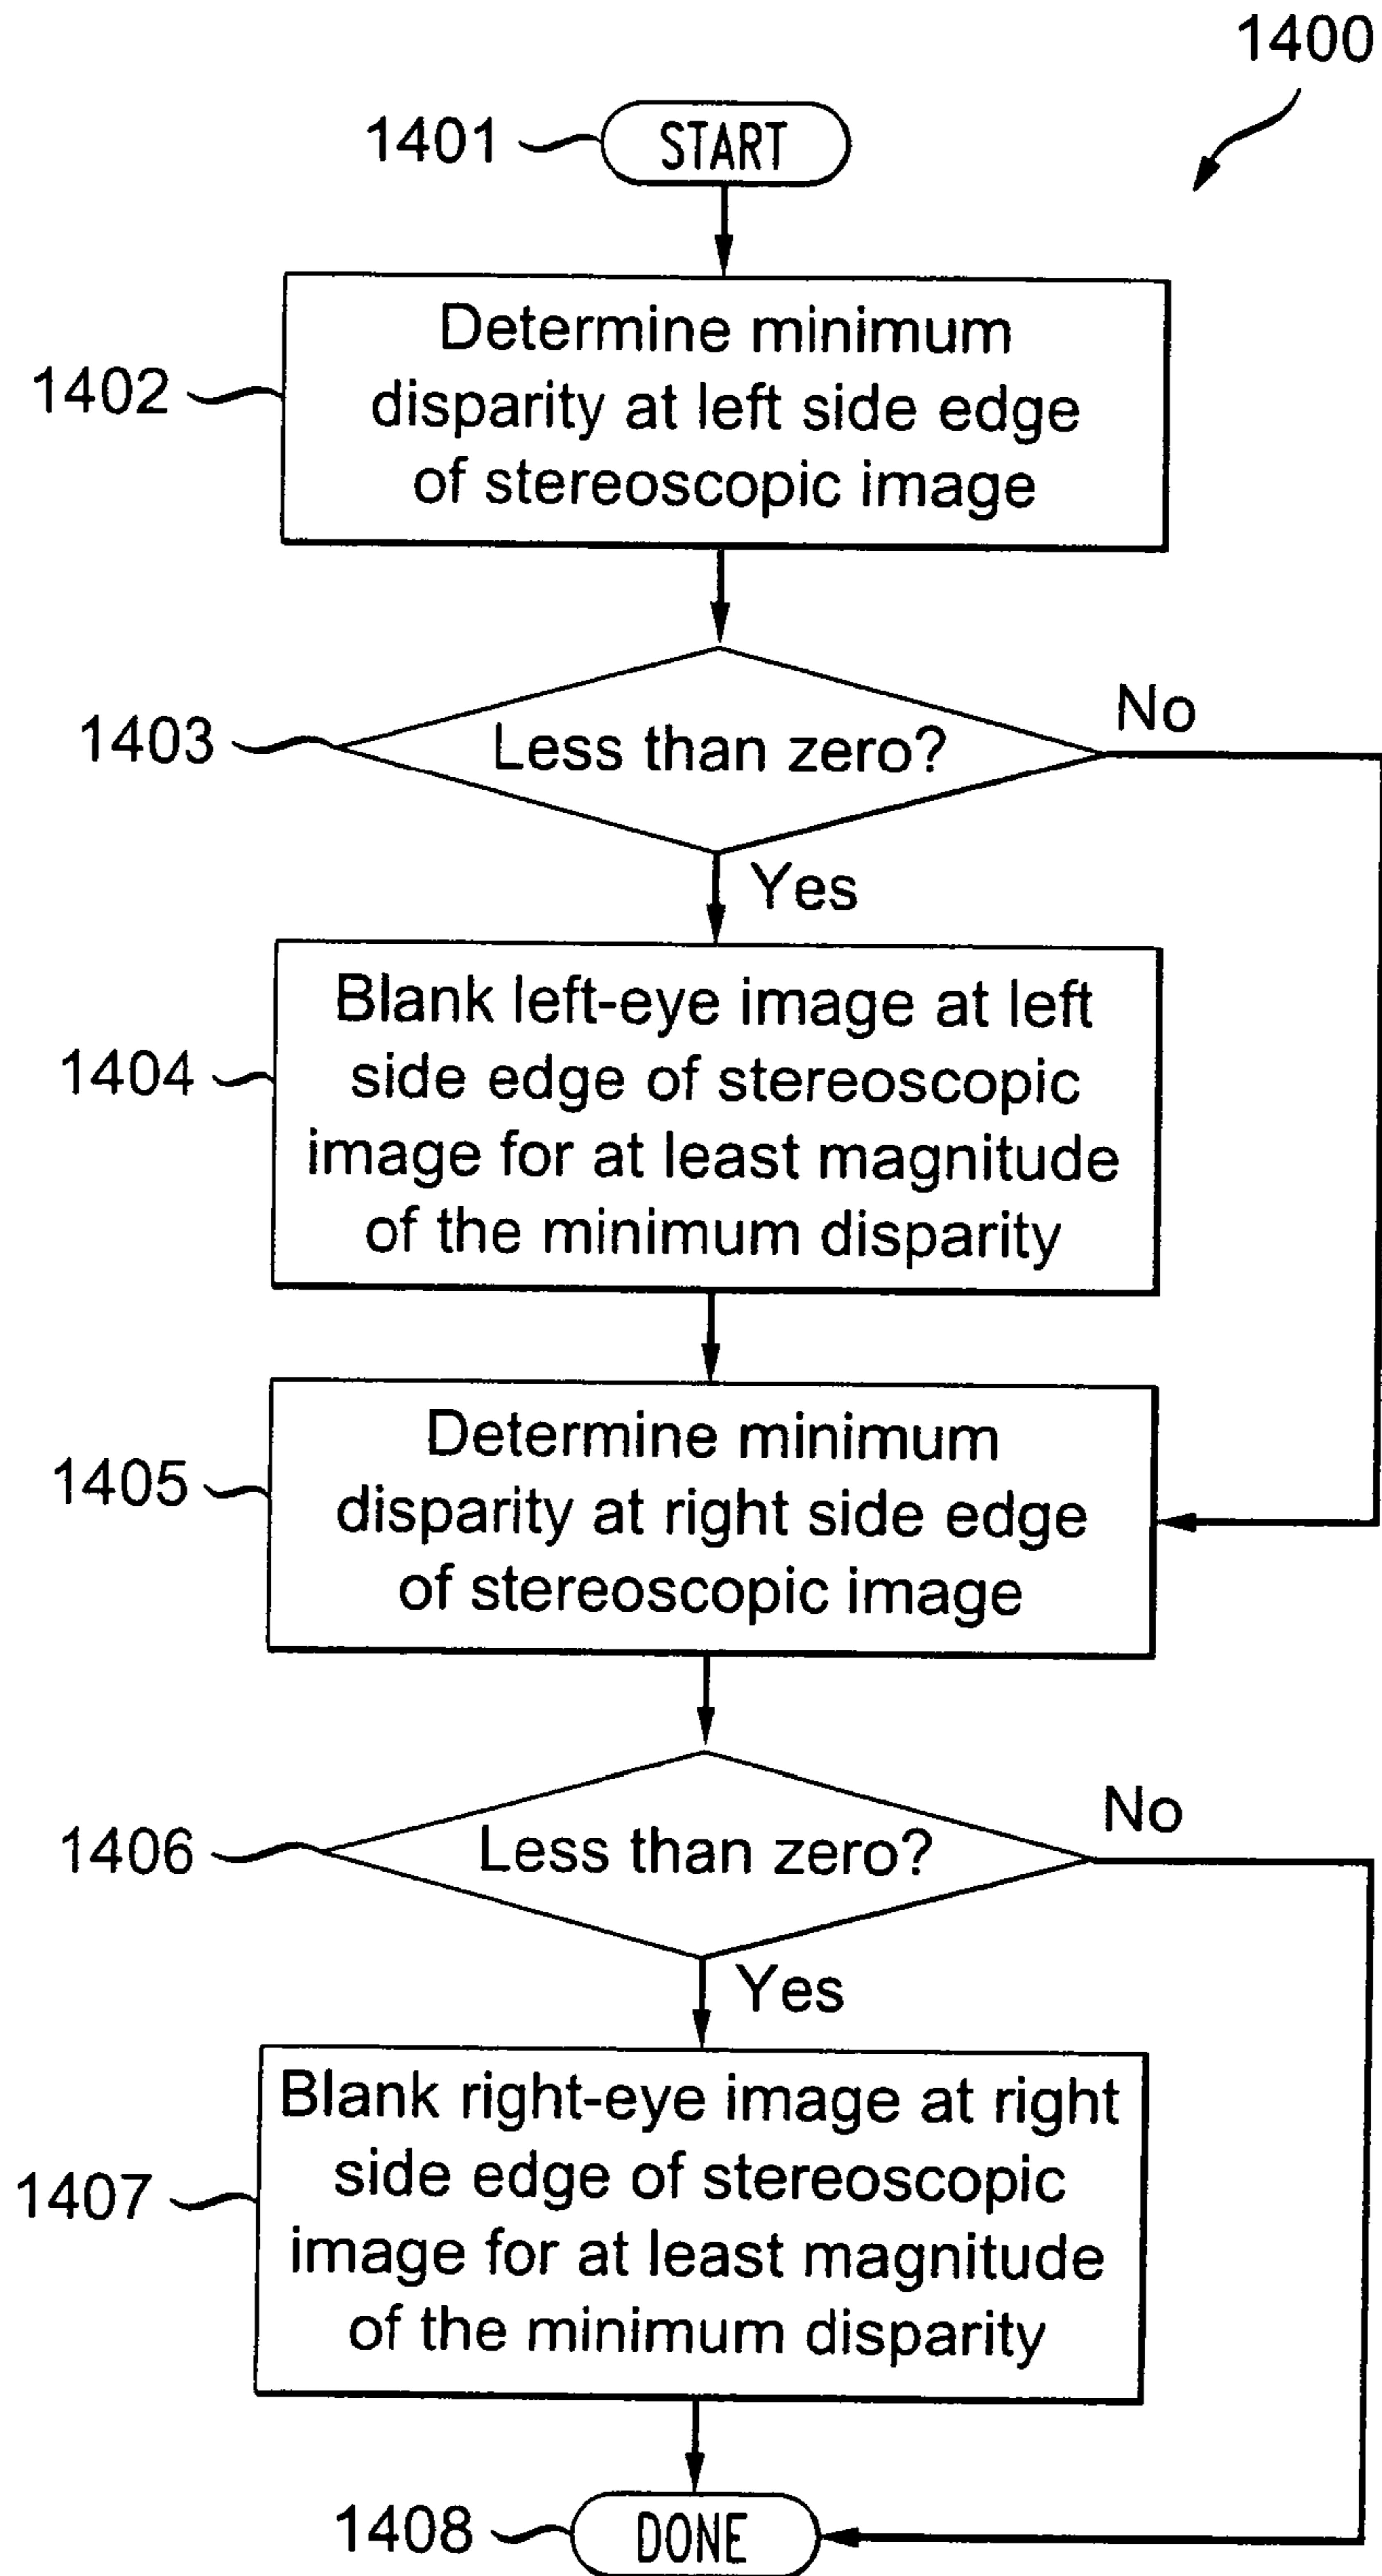 1400
1401
START
Determine minimum
disparity at left side edge
of stereoscopic image
1402
1403
Less than zero?
No
Yes
Blank left-eye image at left
side edge of stereoscopic
image for at least magnitude
of the minimum disparity
1404
Determine minimum
disparity at right side edge
of stereoscopic image
1405
1406
Less than zero?
No
Yes
Blank right-eye image at right
side edge of stereoscopic
image for at least magnitude
of the minimum disparity
1407
1408
DONE